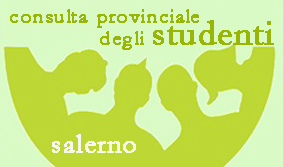 consulta provinciale
degli studenti
salerno